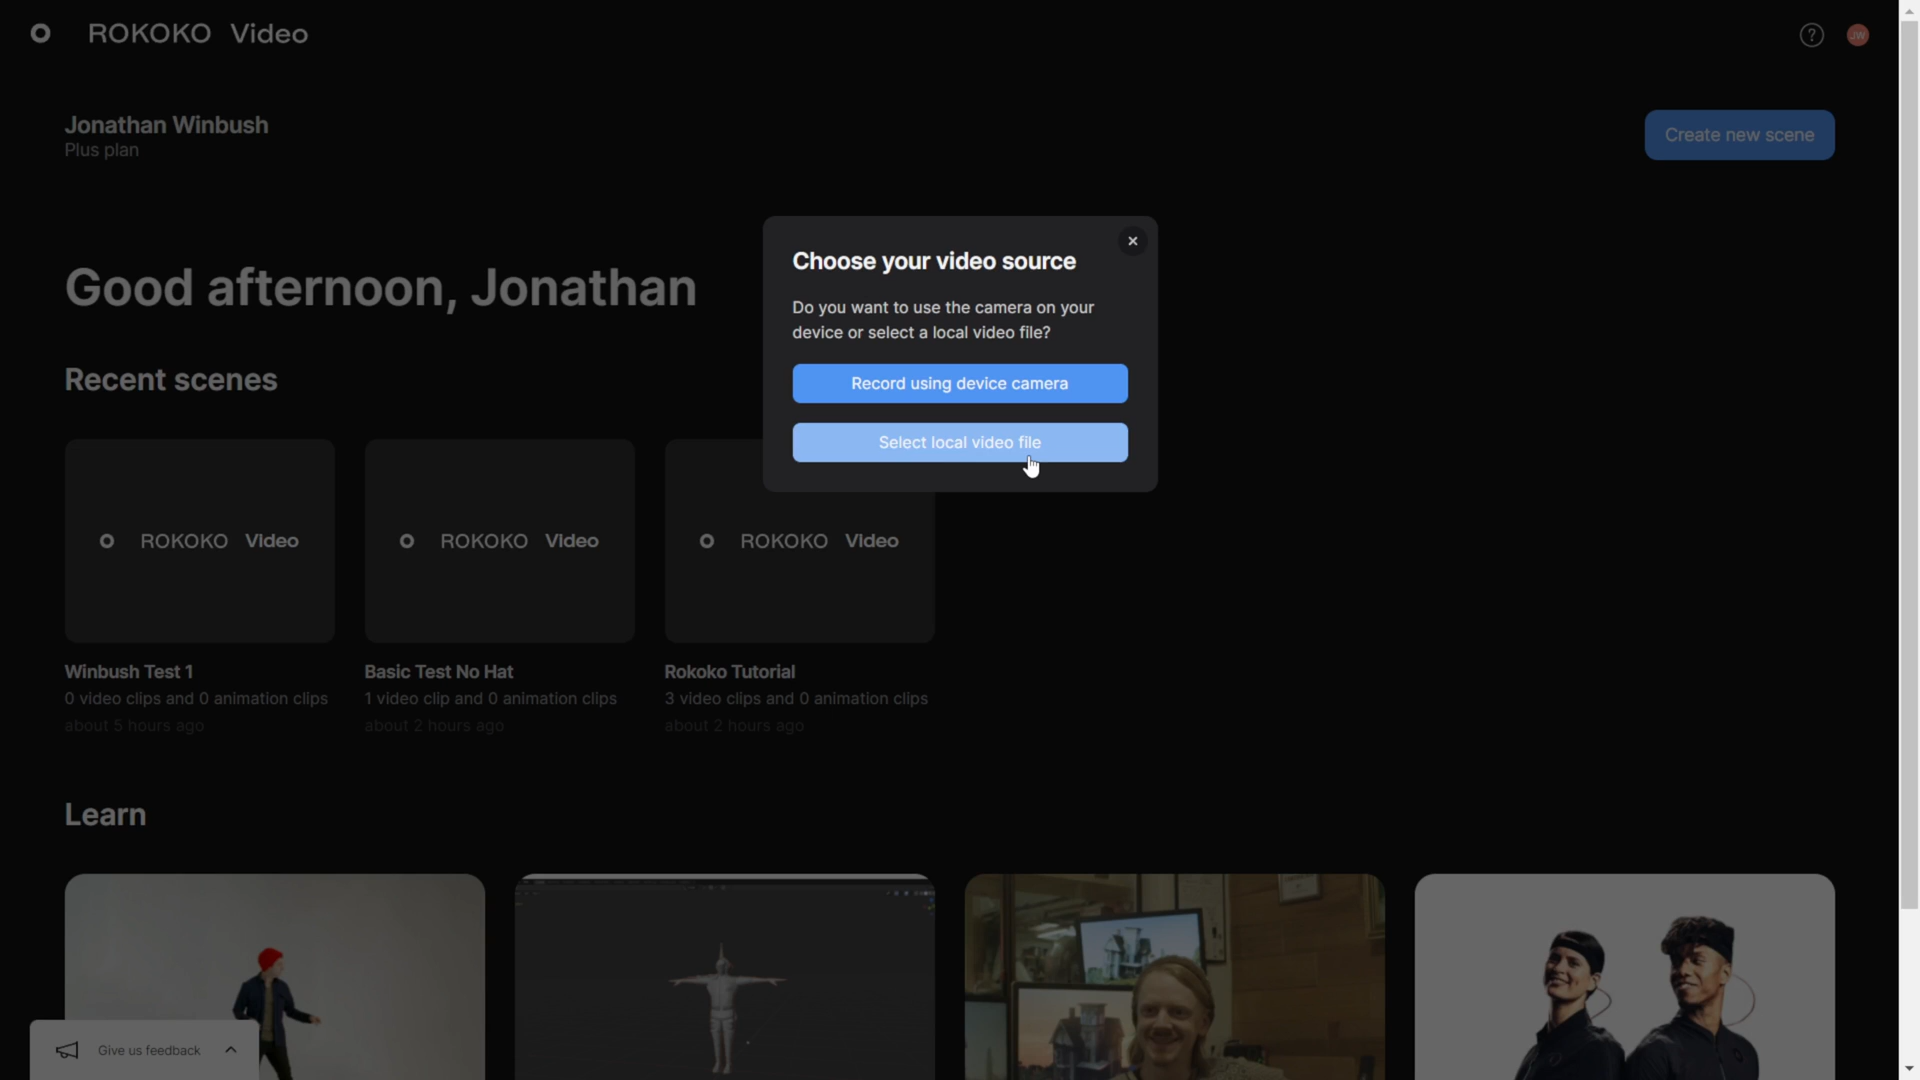 ROKOKO Video
?
JW
Jonathan Winbush
Plus plan
Create new scene
Good afternoon, Jonathan
Choose your video source
Do you want to use the camera on your
device or select a local video file?
Record using device camera
Select local video file
Recent scenes
ROKOKO Video
ROKOKO Video
ROKOKO Video
Winbush Test 1
0 video clips and 0 animation clips
about 5 hours ago
Basic Test No Hat
1 video clip and 0 animation clips
about 2 hours ago
Rokoko Tutorial
3 video clips and 0 animation clips
about 2 hours ago
Learn
Give us feedback